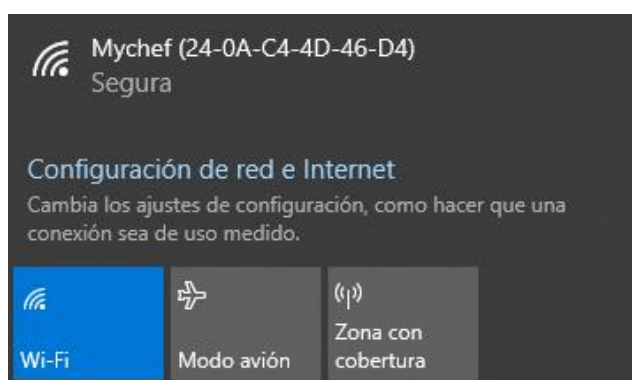 Mychef (24-0A-C4-4D-46-D4)
Segura
Configuración de red e Internet
Cambia los ajustes de configuración, como hacer que una
conexión sea de uso medido.
Wi-Fi
Modo avión
Zona con
cobertura